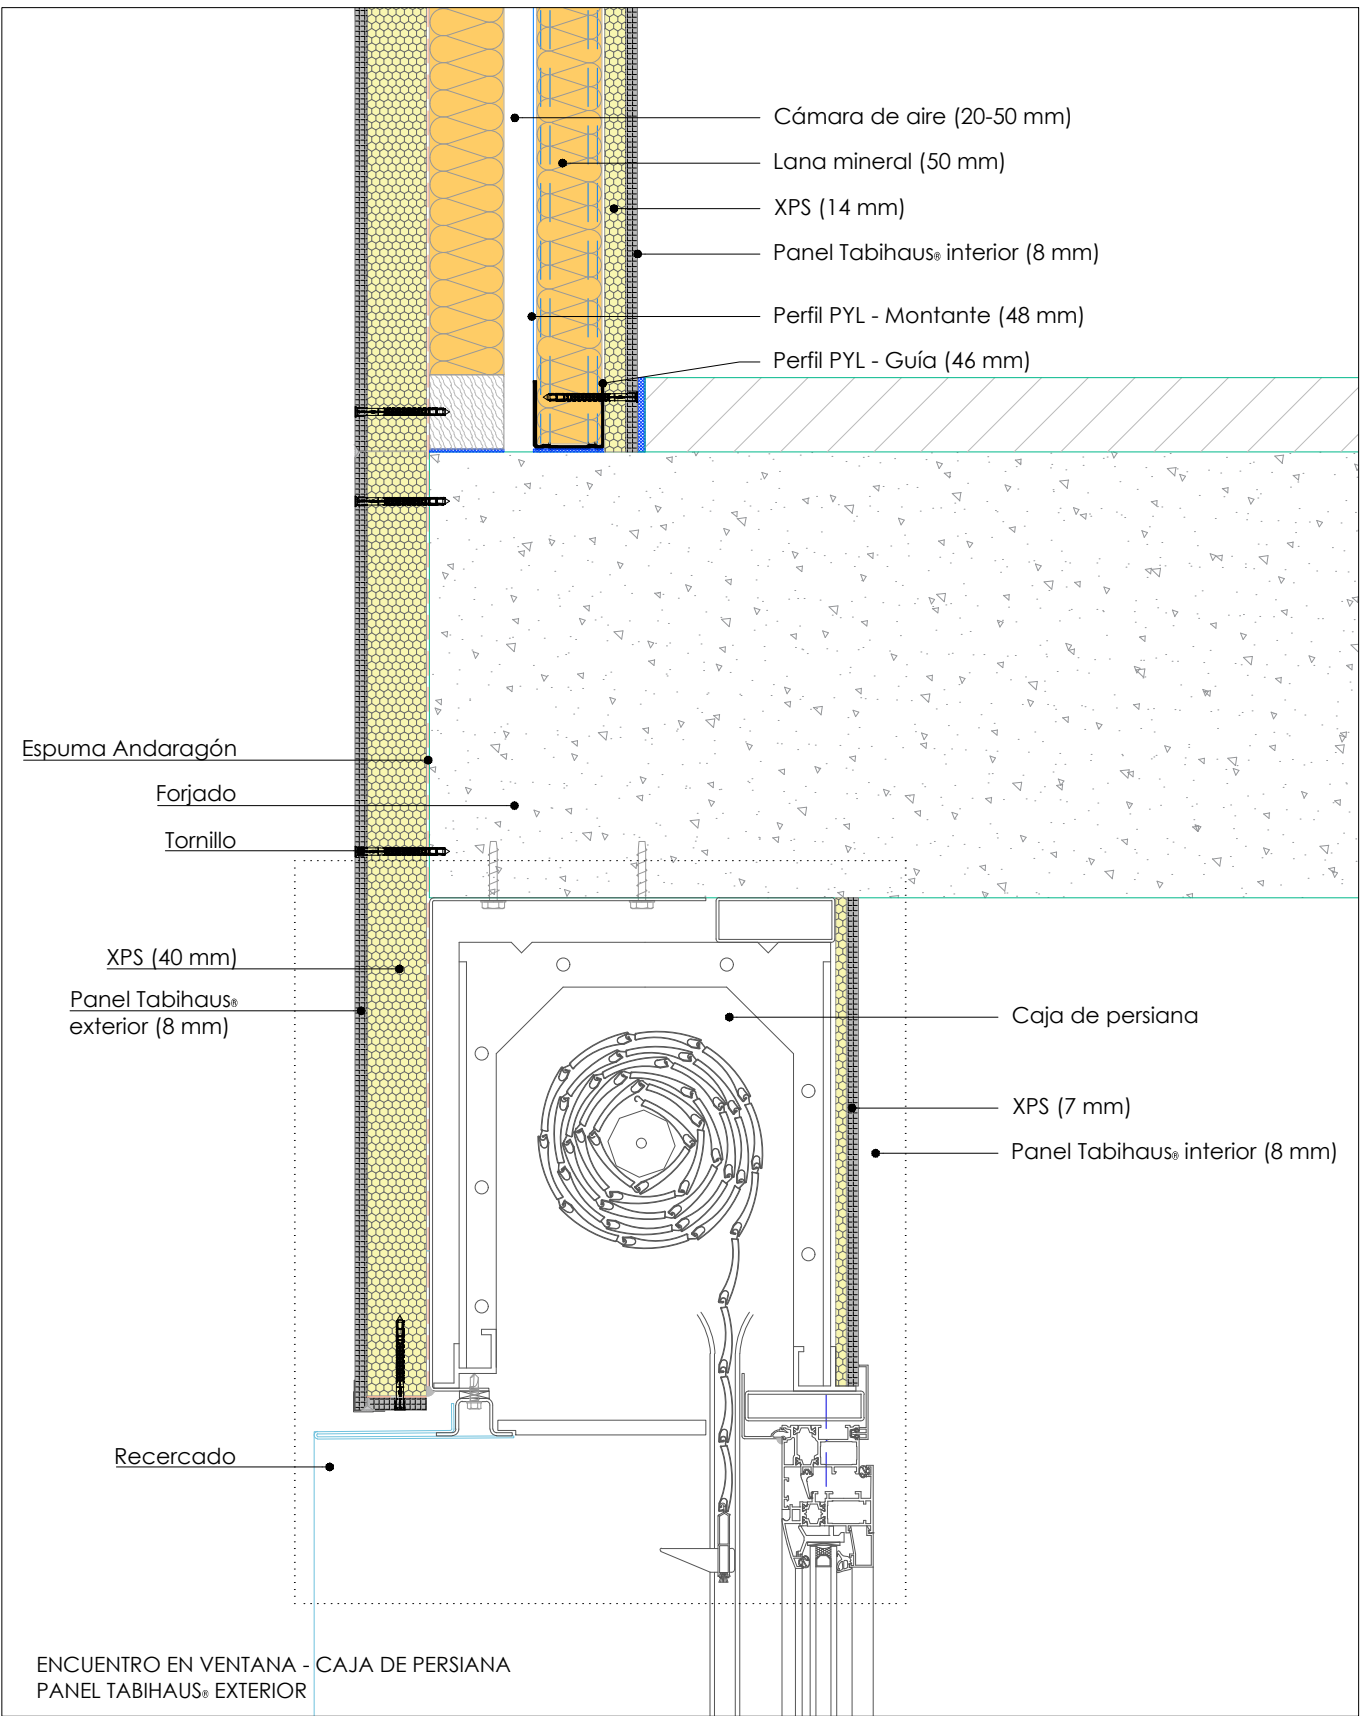 Cámara de aire (20-50 mm)
Lana mineral (50 mm)
XPS (14 mm)
Panel Tabihaus® interior (8 mm)
Perfil PYL - Montante (48 mm)
Perfil PYL - Guía (46 mm)
Espuma Andaragón
Forjado
Tornillo
XPS (40 mm)
Panel Tabihaus®
exterior (8 mm)
Caja de persiana
XPS (7 mm)
Panel Tabihaus® interior (8 mm)
Recercado
ENCUENTRO EN VENTANA - CAJA DE PERSIANA
PANEL TABIHAUS® EXTERIOR